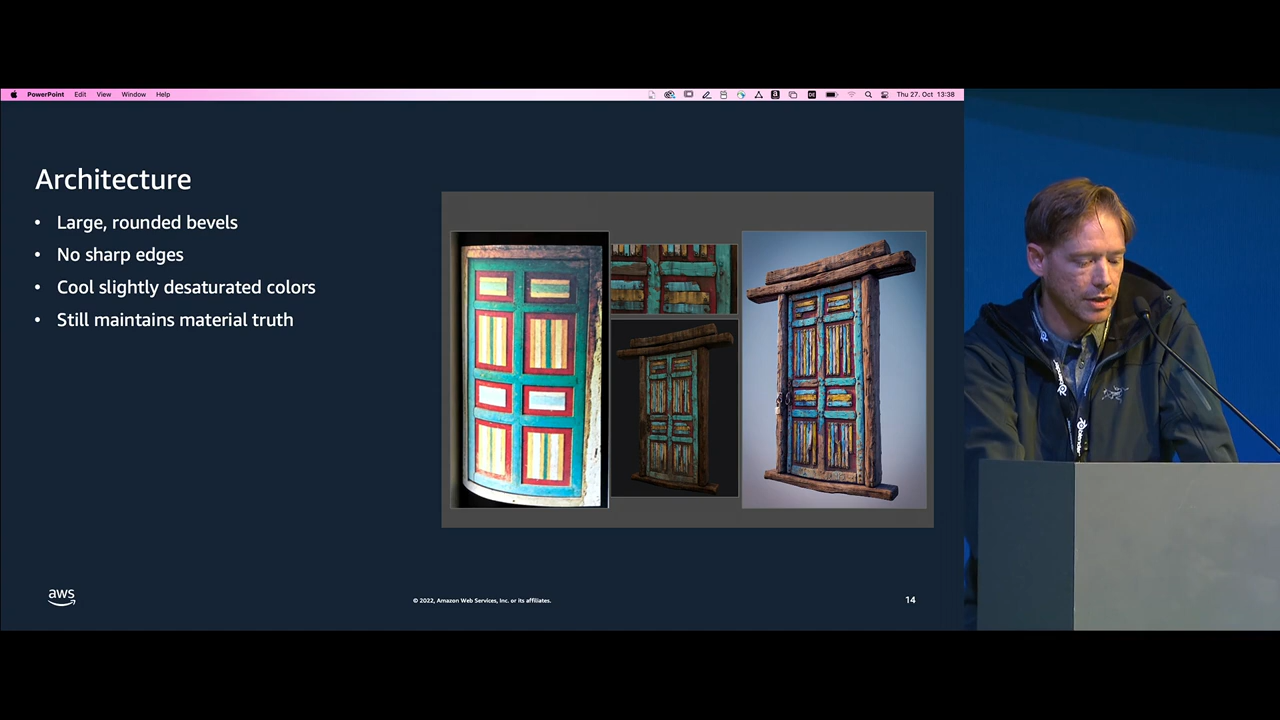 PowerPoint Edit View Window Help
Thu 27. Oct 13:38
Architecture
• Large, rounded bevels
• No sharp edges
• Cool slightly desaturated colors
• Still maintains material truth
aws
© 2022, Amazon Web Services, Inc. or its affiliates.
14